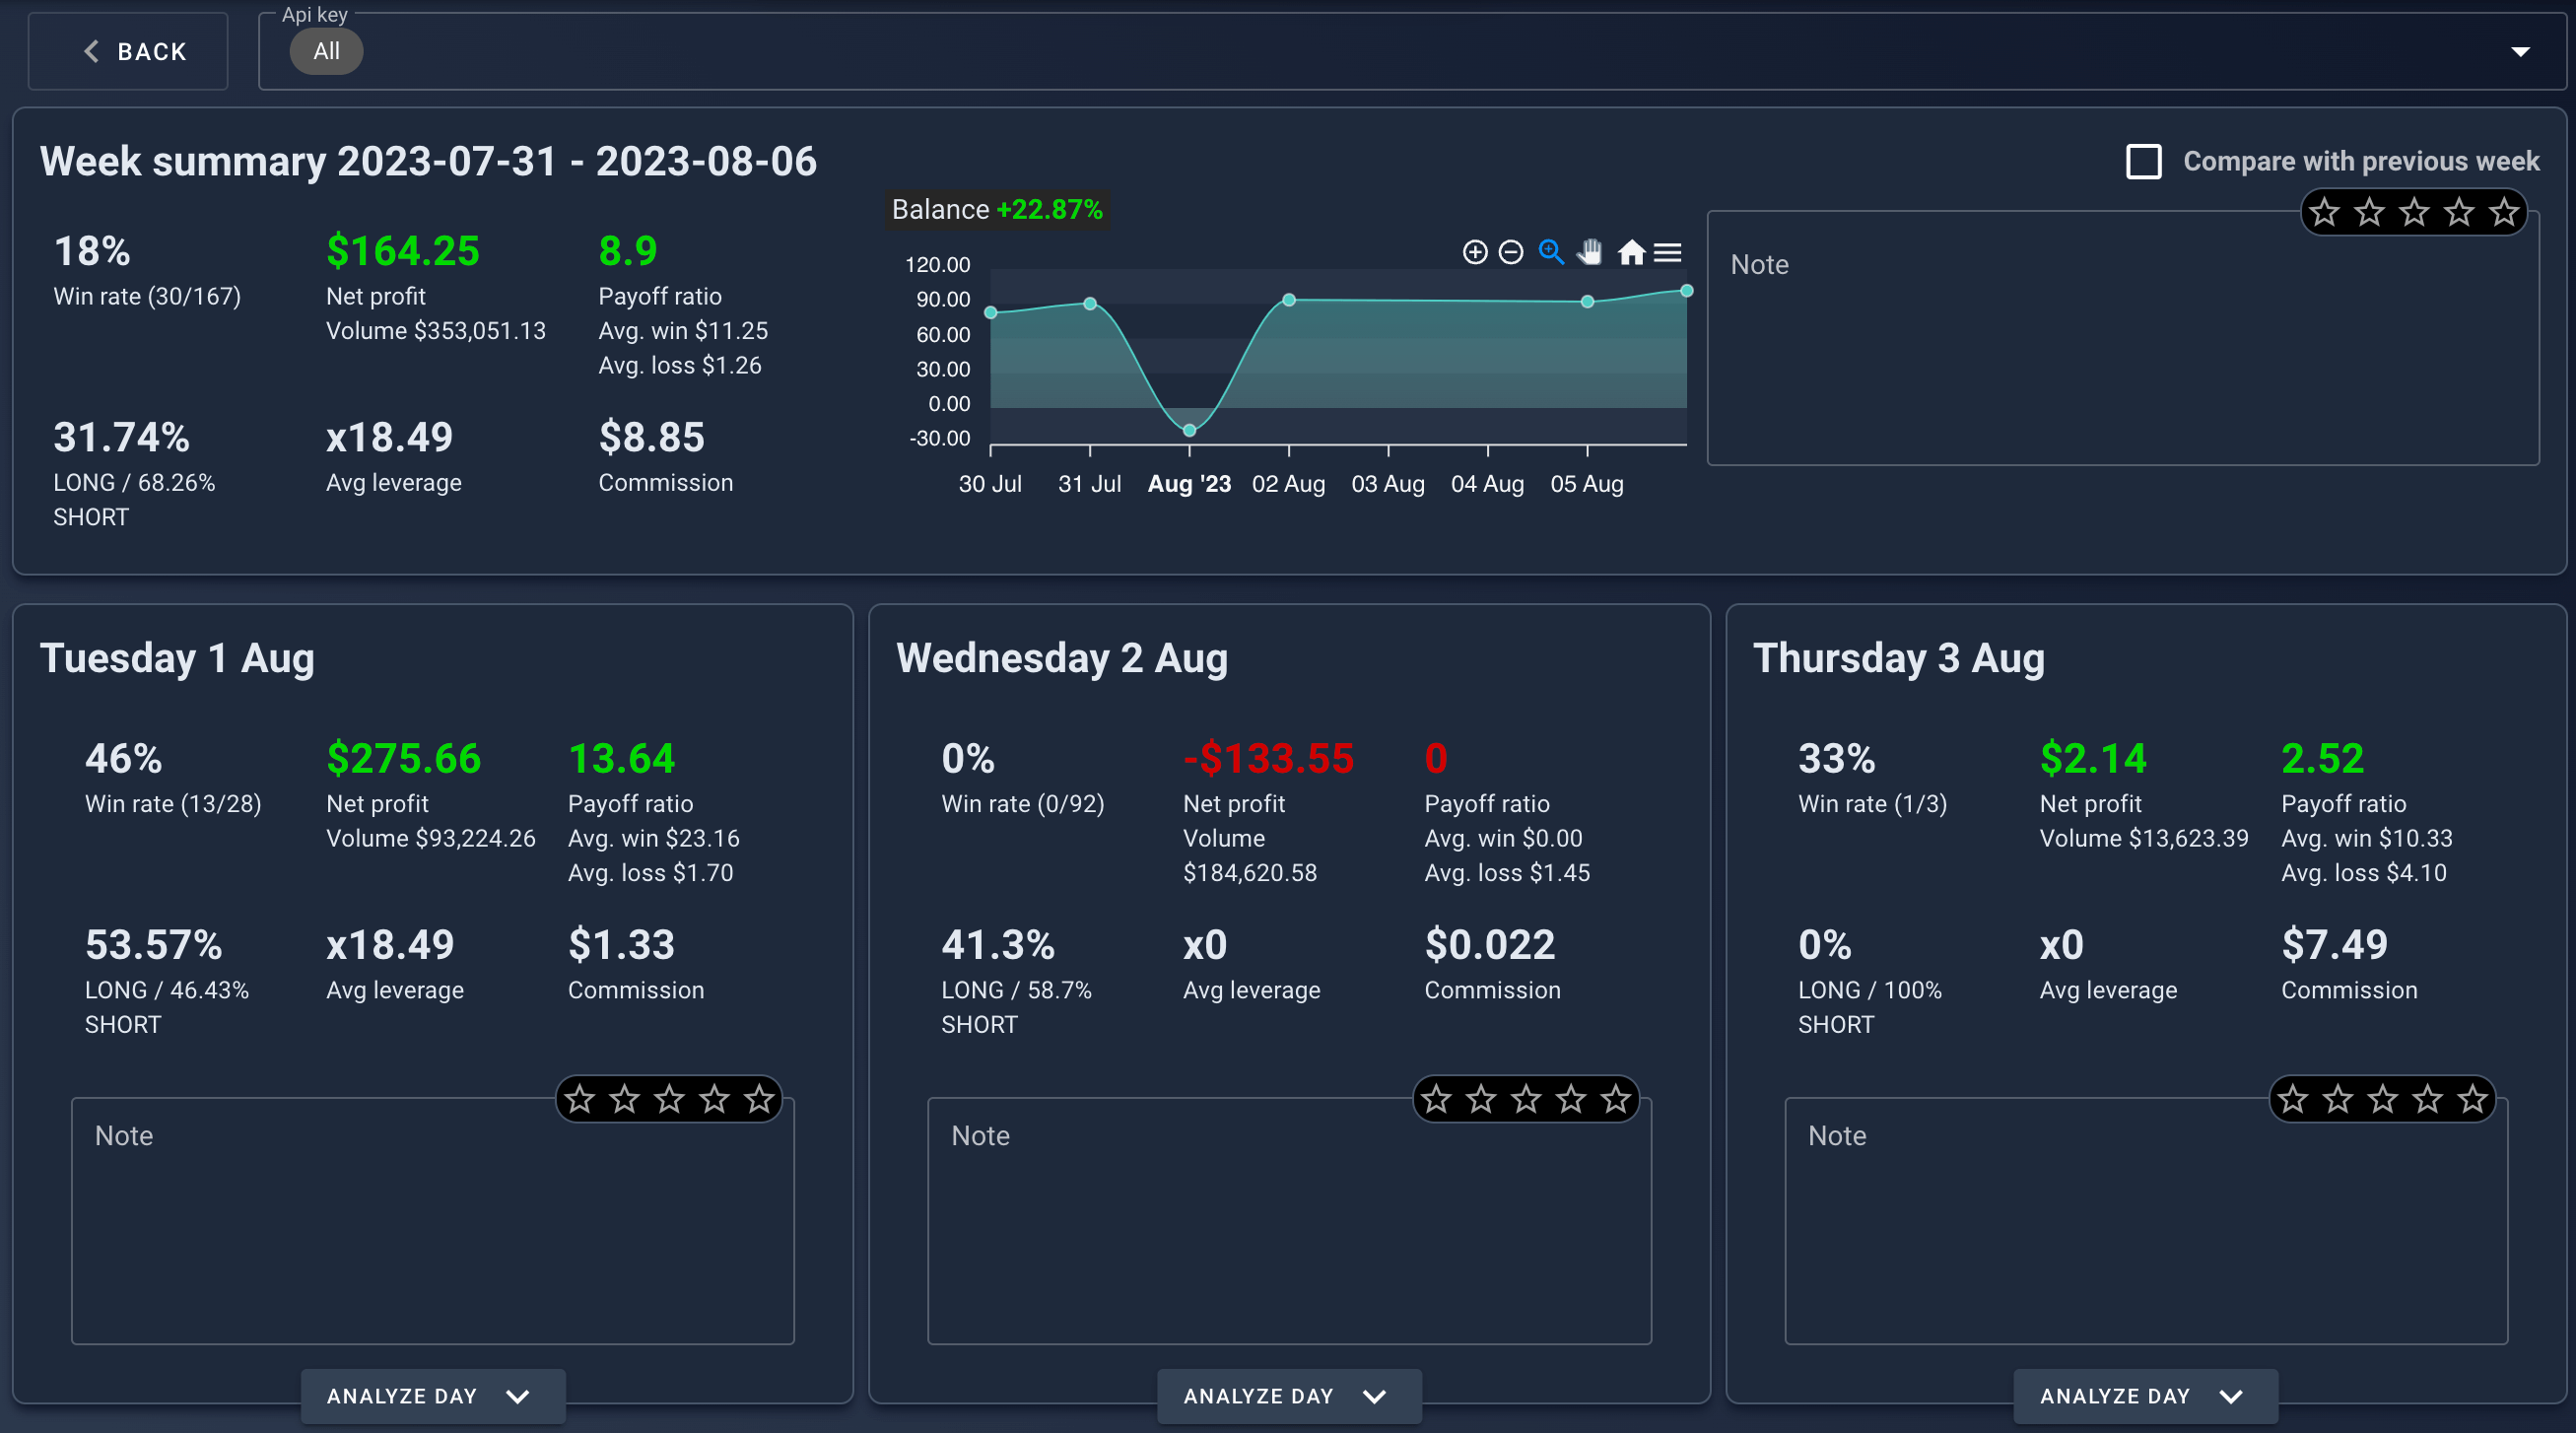 Api key
BACK
All
Week summary 2023-07-31 - 2023-08-06
Compare with previous week
18%
Win rate (30/167)
$164.25
Net profit
Volume $353,051.13
8.9
Payoff ratio
Avg. win $11.25
Avg. loss $1.26
31.74%
LONG / 68.26%
SHORT
x18.49
Avg leverage
$8.85
Commission
Balance +22.87%
120.00
90.00
60.00
30.00
0.00
-30.00
30 Jul
31 Jul
Aug '23
02 Aug
03 Aug
04 Aug
05 Aug
Note
Tuesday 1 Aug
46%
Win rate (13/28)
$275.66
Net profit
Volume $93,224.26
13.64
Payoff ratio
Avg. win $23.16
Avg. loss $1.70
53.57%
LONG / 46.43%
SHORT
x18.49
Avg leverage
$1.33
Commission
Note
ANALYZE DAY
Wednesday 2 Aug
0%
Win rate (0/92)
-$133.55
Net profit
Volume
$184,620.58
0
Payoff ratio
Avg. win $0.00
Avg. loss $1.45
41.3%
LONG / 58.7%
SHORT
x0
Avg leverage
$0.022
Commission
Note
ANALYZE DAY
Thursday 3 Aug
33%
Win rate (1/3)
$2.14
Net profit
Volume $13,623.39
2.52
Payoff ratio
Avg. win $10.33
Avg. loss $4.10
0%
LONG / 100%
SHORT
x0
Avg leverage
$7.49
Commission
Note
ANALYZE DAY